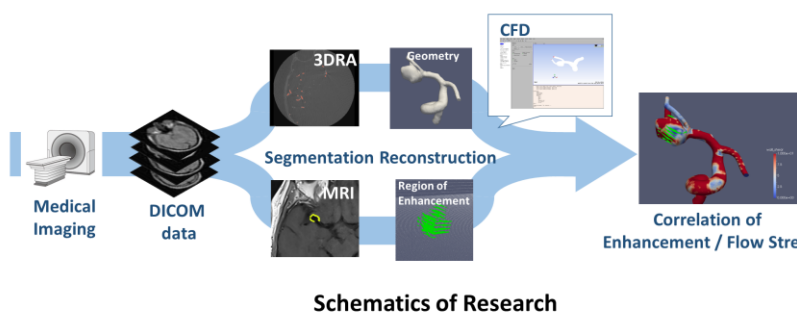 CFD
3DRA
Geometry
Segmentation Reconstruction
MRI
Region of
Enhancement
Medical
Imaging
DICOM
data
Correlation of
Enhancement / Flow Stre
Schematics of Research